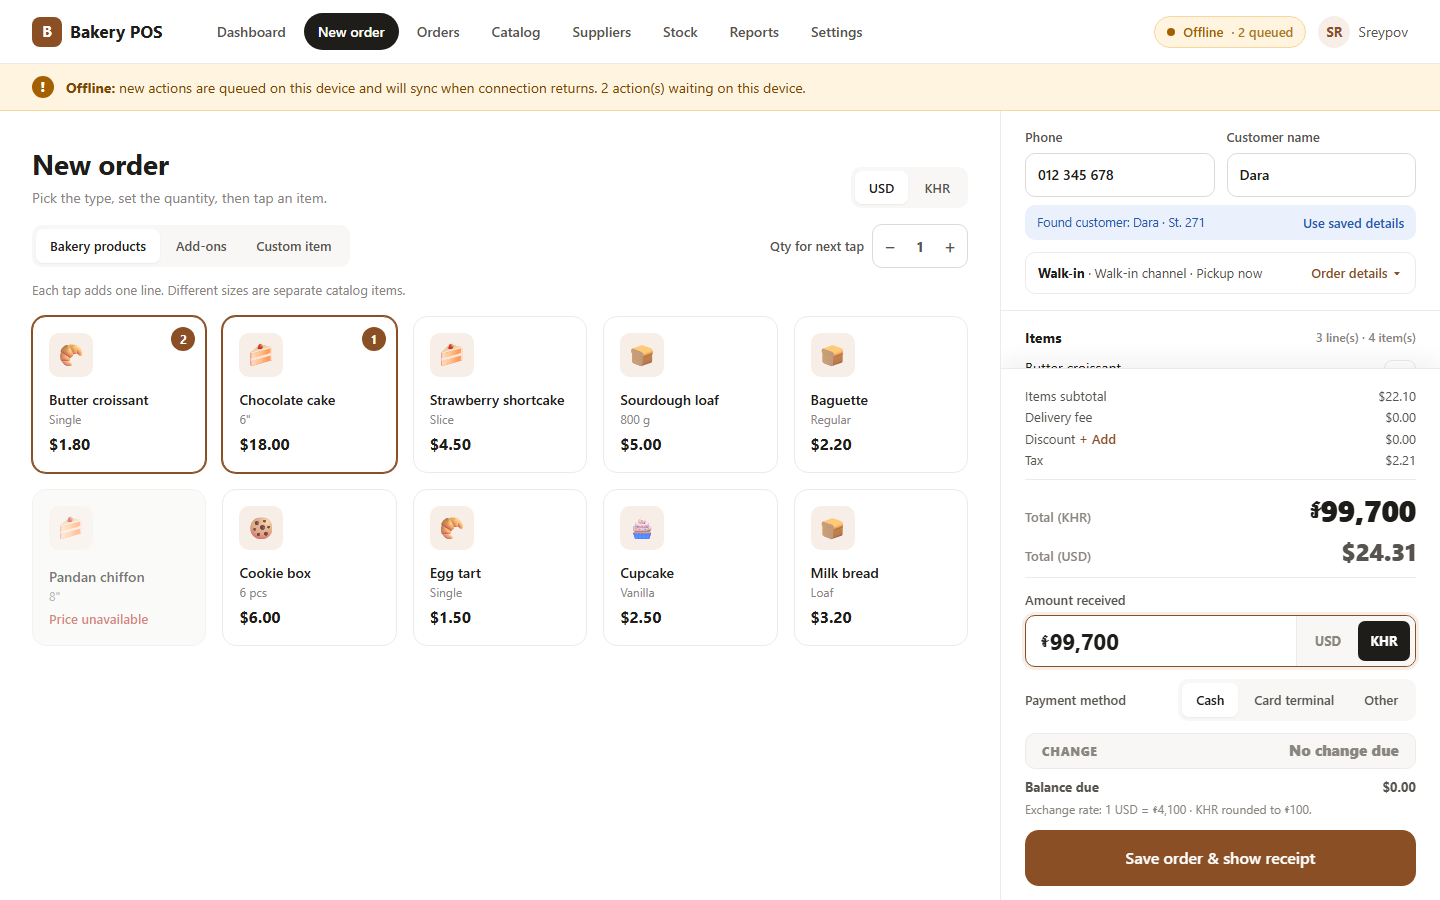 B Bakery POS Dashboard New order Orders Catalog Suppliers Stock Reports Settings Offline · 2 queued SR Sreypov
! Offline: new actions are queued on this device and will sync when connection returns. 2 action(s) waiting on this device.
New order
Pick the type, set the quantity, then tap an item.
USD KHR
Bakery products Add-ons Custom item
Qty for next tap − 1 +
Each tap adds one line. Different sizes are separate catalog items.
2
Butter croissant
Single
$1.80
1
Chocolate cake
6"
$18.00
Strawberry shortcake
Slice
$4.50
Sourdough loaf
800 g
$5.00
Baguette
Regular
$2.20
Pandan chiffon
8"
Price unavailable
Cookie box
6 pcs
$6.00
Egg tart
Single
$1.50
Cupcake
Vanilla
$2.50
Milk bread
Loaf
$3.20
Phone
012 345 678
Customer name
Dara
Found customer: Dara · St. 271 Use saved details
Walk-in · Walk-in channel · Pickup now Order details
Items 3 line(s) · 4 item(s)
Butter croissant
Items subtotal $22.10
Delivery fee $0.00
Discount + Add $0.00
Tax $2.21
Total (KHR) ៛99,700
Total (USD) $24.31
Amount received
៛99,700 USD KHR
Payment method Cash Card terminal Other
CHANGE No change due
Balance due $0.00
Exchange rate: 1 USD = ៛4,100 · KHR rounded to ៛100.
Save order & show receipt